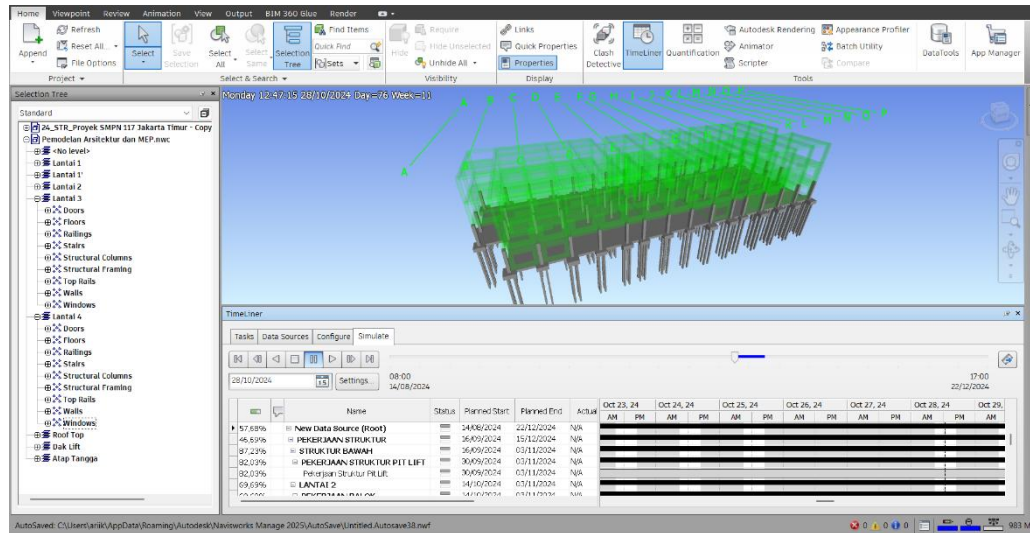 Home Viewpoint Review Animation View Output BIM 360 Glue Render
Append
Refresh
Reset All...
File Options
Project
Select
Save Selection
Select All
Select Same
Selection Tree
Find Items
Quick Find
Sets
Select & Search
Hide
Require
Hide Unselected
Unhide All
Visibility
Links
Quick Properties
Properties
Display
Clash Detective
TimeLiner
Quantification
Autodesk Rendering
Animator
Scripter
Appearance Profiler
Batch Utility
Compare
Tools
DataTools
App Manager
Selection Tree
Standard
24_STR_Proyek SMPN 117 Jakarta Timur - Copy
Pemodelan Arsitektur dan MEP.nwc
<No level>
Lantai 1
Lantai 1'
Lantai 2
Lantai 3
Doors
Floors
Railings
Stairs
Structural Columns
Structural Framing
Top Rails
Walls
Windows
Lantai 4
Doors
Floors
Railings
Stairs
Structural Columns
Structural Framing
Top Rails
Walls
Windows
Roof Top
Dak Lift
Atap Tangga
Monday 12:47:15 28/10/2024 Day=76 Week=11
A
TimeLiner
Tasks Data Sources Configure Simulate
28/10/2024 15 Settings...
08:00
14/08/2024
17:00
22/12/2024
Name Status Planned Start Planned End Actual
Oct 23, 24 Oct 24, 24 Oct 25, 24 Oct 26, 24 Oct 27, 24 Oct 28, 24 Oct 29,
AM PM AM PM AM PM AM PM AM PM AM PM AM
57,68% New Data Source (Root) 14/08/2024 22/12/2024 N/A
46,69% PEKERJAAN STRUKTUR 16/09/2024 15/12/2024 N/A
87,23% STRUKTUR BAWAH 16/09/2024 03/11/2024 N/A
82,03% PEKERJAAN STRUKTUR PIT LIFT 30/09/2024 03/11/2024 N/A
82,03% Pekerjaan Struktur Pit Lift 30/09/2024 03/11/2024 N/A
69,69% LANTAI 2 14/10/2024 03/11/2024 N/A
PEKERJAAN BALOK 14/10/2024 03/11/2024 N/A
AutoSaved: C:\Users\ariik\AppData\Roaming\Autodesk\Navisworks Manage 2025\AutoSave\Untitled.Autosave38.nwf
0 0 0 983 M